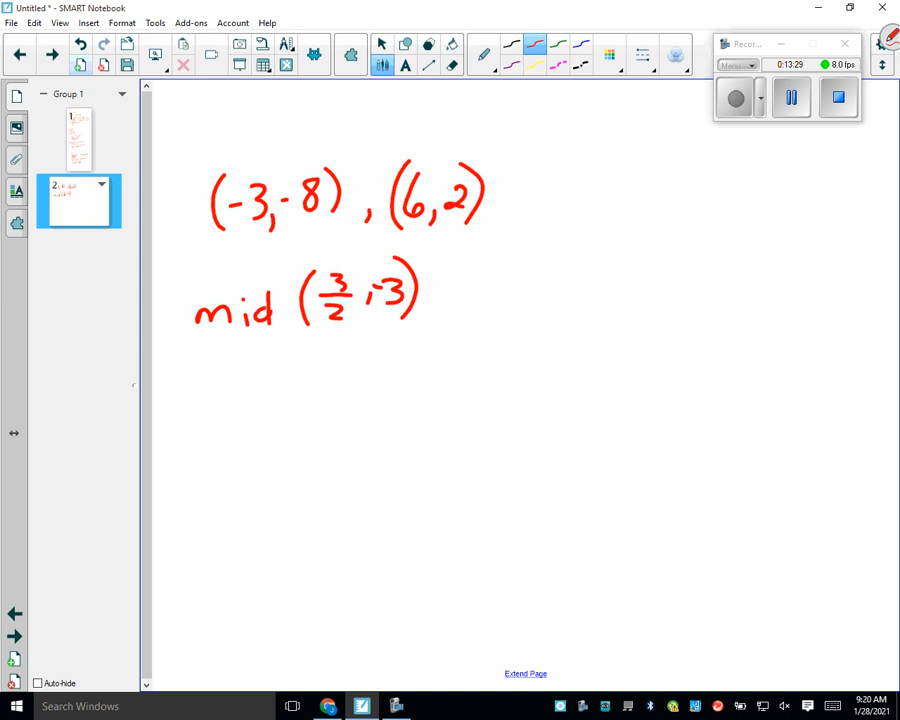 Untitled * - SMART Notebook
File Edit View Insert Format Tools Add-ons Account Help
Recor...
Menu
0:13:29
8.0 fps
Group 1
(-3,-8) , (6,2)
mid (3/2, -3)
Extend Page
Auto-hide
Search Windows
9:20 AM
1/28/2021